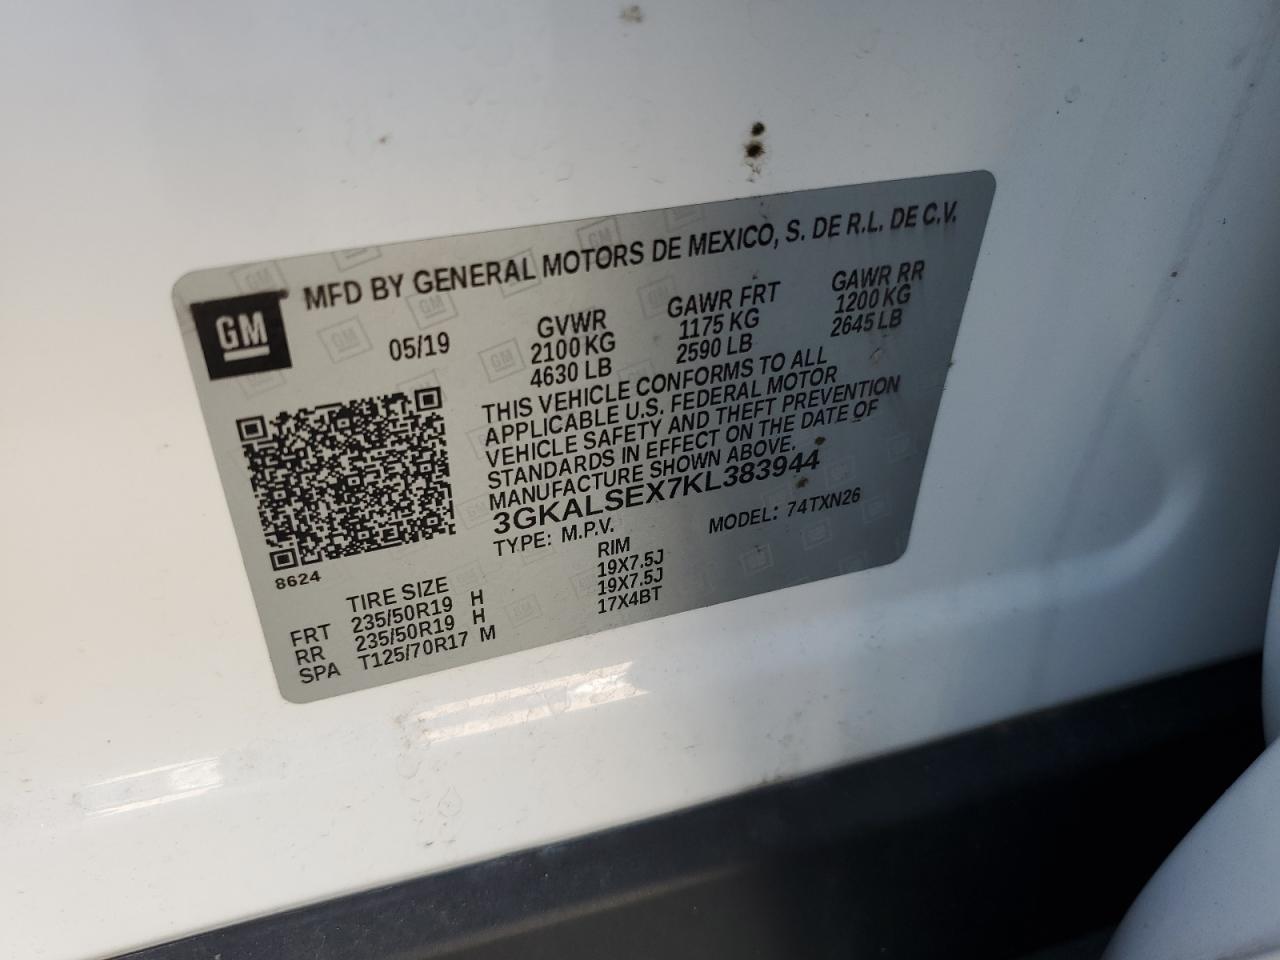 MFD BY GENERAL MOTORS DE MEXICO, S. DE R.L. DE C.V.
GM
05/19
GVWR GAWR FRT GAWR RR
2100 KG 1175 KG 1200 KG
4630 LB 2590 LB 2645 LB
THIS VEHICLE CONFORMS TO ALL
APPLICABLE U.S. FEDERAL MOTOR
VEHICLE SAFETY AND THEFT PREVENTION
STANDARDS IN EFFECT ON THE DATE OF
MANUFACTURE SHOWN ABOVE.
3GKALSEX7KL383944
TYPE: M.P.V. MODEL: 74TXN26
8624
TIRE SIZE RIM
FRT 235/50R19 H 19X7.5J
RR 235/50R19 H 19X7.5J
SPA T125/70R17 M 17X4BT